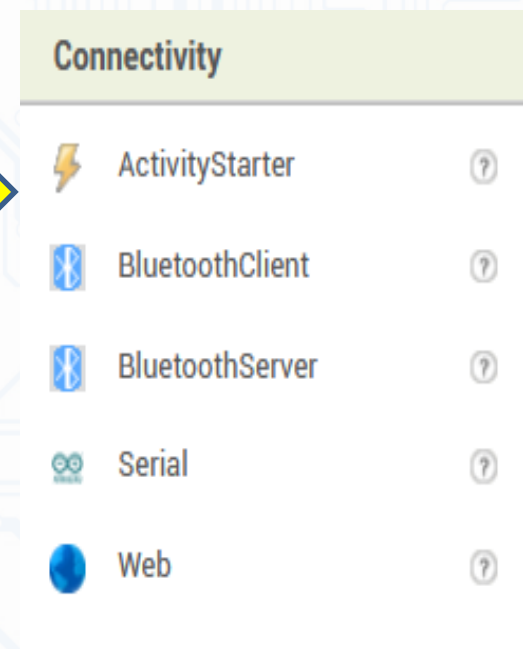 Connectivity
ActivityStarter ?
BluetoothClient ?
BluetoothServer ?
Serial ?
Web ?